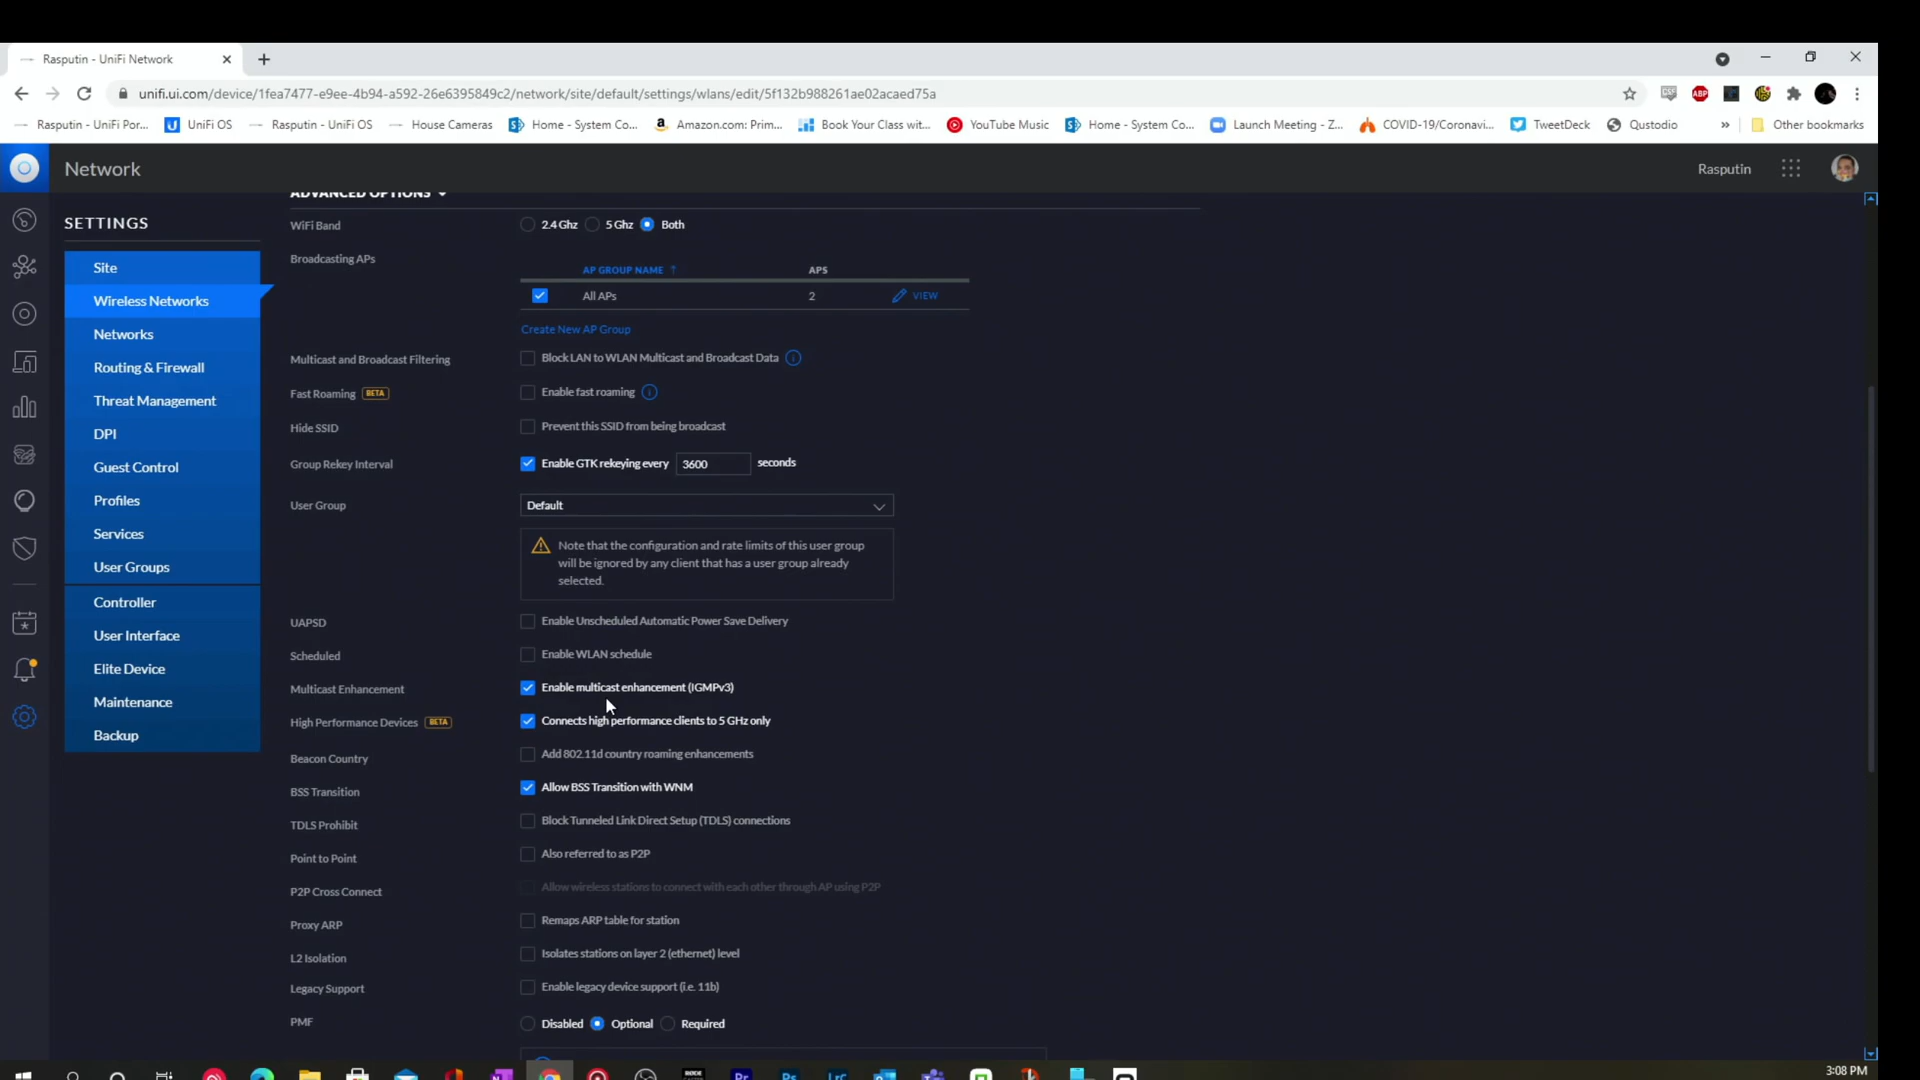 Rasputin - UniFi Network
unifi.ui.com/device/1fea7477-e9ee-4b94-a592-26e6395849c2/network/site/default/settings/wlans/edit/5f132b988261ae02acaed75a
Rasputin - UniFi Por... UniFi OS Rasputin - UniFi OS House Cameras Home - System Co... Amazon.com: Prim... Book Your Class wit... YouTube Music Home - System Co... Launch Meeting - Z... COVID-19/Coronavi... TweetDeck Qustodio » Other bookmarks
Network Rasputin
SETTINGS
Site
Wireless Networks
Networks
Routing & Firewall
Threat Management
DPI
Guest Control
Profiles
Services
User Groups
Controller
User Interface
Elite Device
Maintenance
Backup
ADVANCED OPTIONS
WiFi Band 2.4 Ghz 5 Ghz Both
Broadcasting APs
AP GROUP NAME ↑ APS
All APs 2 VIEW
Create New AP Group
Multicast and Broadcast Filtering Block LAN to WLAN Multicast and Broadcast Data
Fast Roaming BETA Enable fast roaming
Hide SSID Prevent this SSID from being broadcast
Group Rekey Interval Enable GTK rekeying every 3600 seconds
User Group Default
Note that the configuration and rate limits of this user group
will be ignored by any client that has a user group already
selected.
UAPSD Enable Unscheduled Automatic Power Save Delivery
Scheduled Enable WLAN schedule
Multicast Enhancement Enable multicast enhancement (IGMPv3)
High Performance Devices BETA Connects high performance clients to 5 GHz only
Beacon Country Add 802.11d country roaming enhancements
BSS Transition Allow BSS Transition with WNM
TDLS Prohibit Block Tunneled Link Direct Setup (TDLS) connections
Point to Point Also referred to as P2P
P2P Cross Connect Allow wireless stations to connect with each other through AP using P2P
Proxy ARP Remaps ARP table for station
L2 Isolation Isolates stations on layer 2 (ethernet) level
Legacy Support Enable legacy device support (i.e. 11b)
PMF Disabled Optional Required
3:08 PM